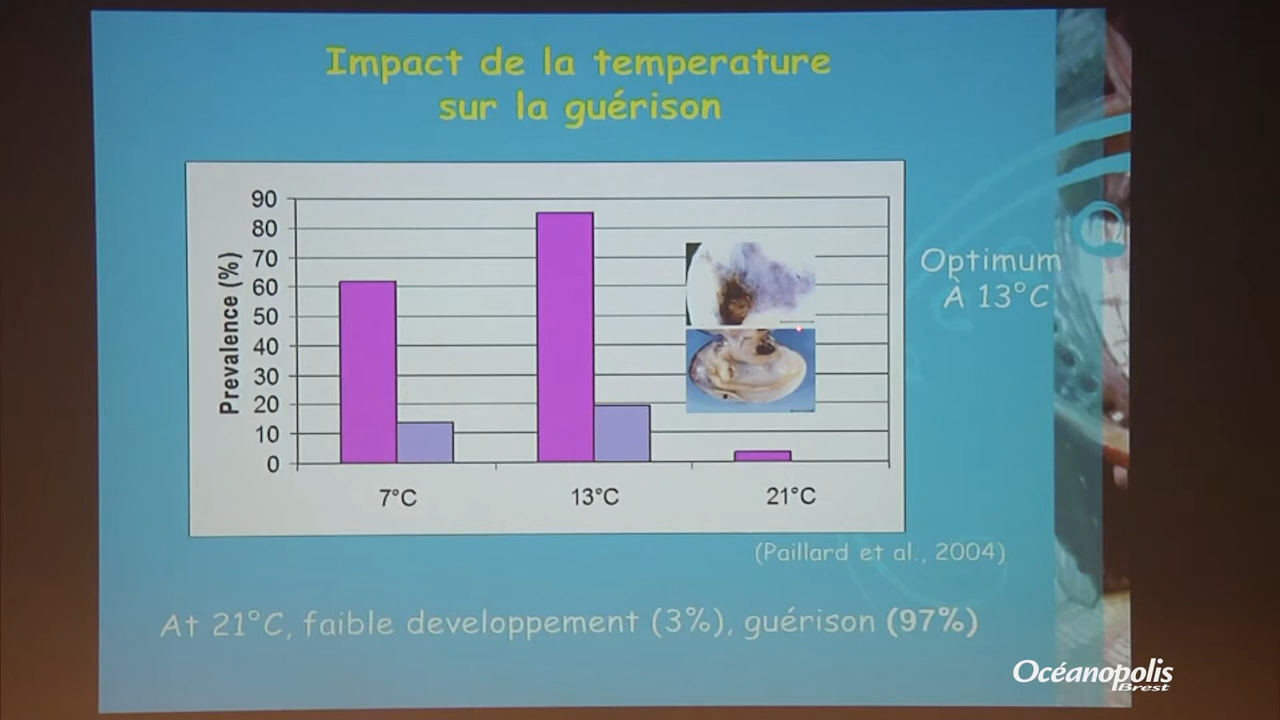 Impact de la temperature
sur la guérison
90
80
70
60
50
40
30
20
10
0
Prevalence (%)
7°C
13°C
21°C
Optimum
À 13°C
(Paillard et al., 2004)
At 21°C, faible developpement (3%), guérison (97%)
Océanopolis
Brest